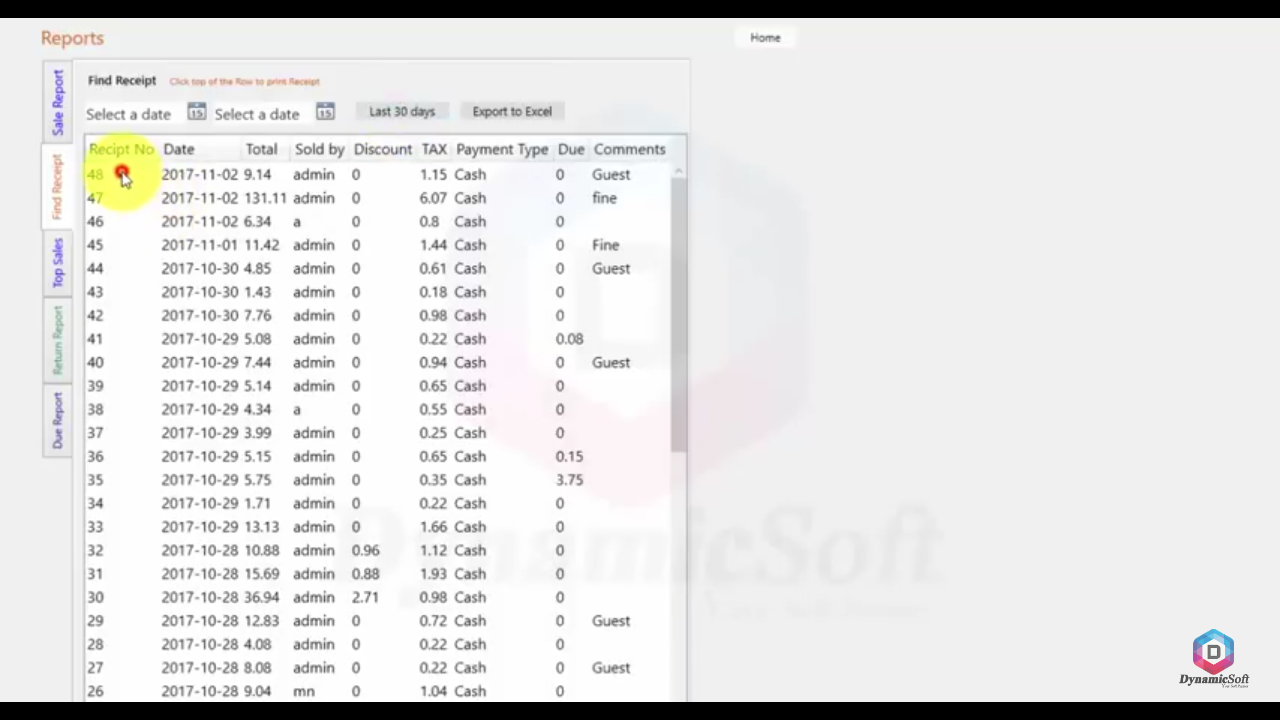 Reports
Home
Sale Report
Find Receipt
Top Sales
Return Report
Due Report
Find Receipt Click top of the Row to print Receipt
Select a date 15 Select a date 15 Last 30 days Export to Excel
Recipt No Date Total Sold by Discount TAX Payment Type Due Comments
48 2017-11-02 9.14 admin 0 1.15 Cash 0 Guest
47 2017-11-02 131.11 admin 0 6.07 Cash 0 fine
46 2017-11-02 6.34 a 0 0.8 Cash 0
45 2017-11-01 11.42 admin 0 1.44 Cash 0 Fine
44 2017-10-30 4.85 admin 0 0.61 Cash 0 Guest
43 2017-10-30 1.43 admin 0 0.18 Cash 0
42 2017-10-30 7.76 admin 0 0.98 Cash 0
41 2017-10-29 5.08 admin 0 0.22 Cash 0.08
40 2017-10-29 7.44 admin 0 0.94 Cash 0 Guest
39 2017-10-29 5.14 admin 0 0.65 Cash 0
38 2017-10-29 4.34 a 0 0.55 Cash 0
37 2017-10-29 3.99 admin 0 0.25 Cash 0
36 2017-10-29 5.15 admin 0 0.65 Cash 0.15
35 2017-10-29 5.75 admin 0 0.35 Cash 3.75
34 2017-10-29 1.71 admin 0 0.22 Cash 0
33 2017-10-29 13.13 admin 0 1.66 Cash 0
32 2017-10-28 10.88 admin 0.96 1.12 Cash 0
31 2017-10-28 15.69 admin 0.88 1.93 Cash 0
30 2017-10-28 36.94 admin 2.71 0.98 Cash 0
29 2017-10-28 12.83 admin 0 0.72 Cash 0 Guest
28 2017-10-28 4.08 admin 0 0.22 Cash 0
27 2017-10-28 8.08 admin 0 0.22 Cash 0 Guest
26 2017-10-28 9.04 mn 0 1.04 Cash 0
DynamicSoft
D
DynamicSoft